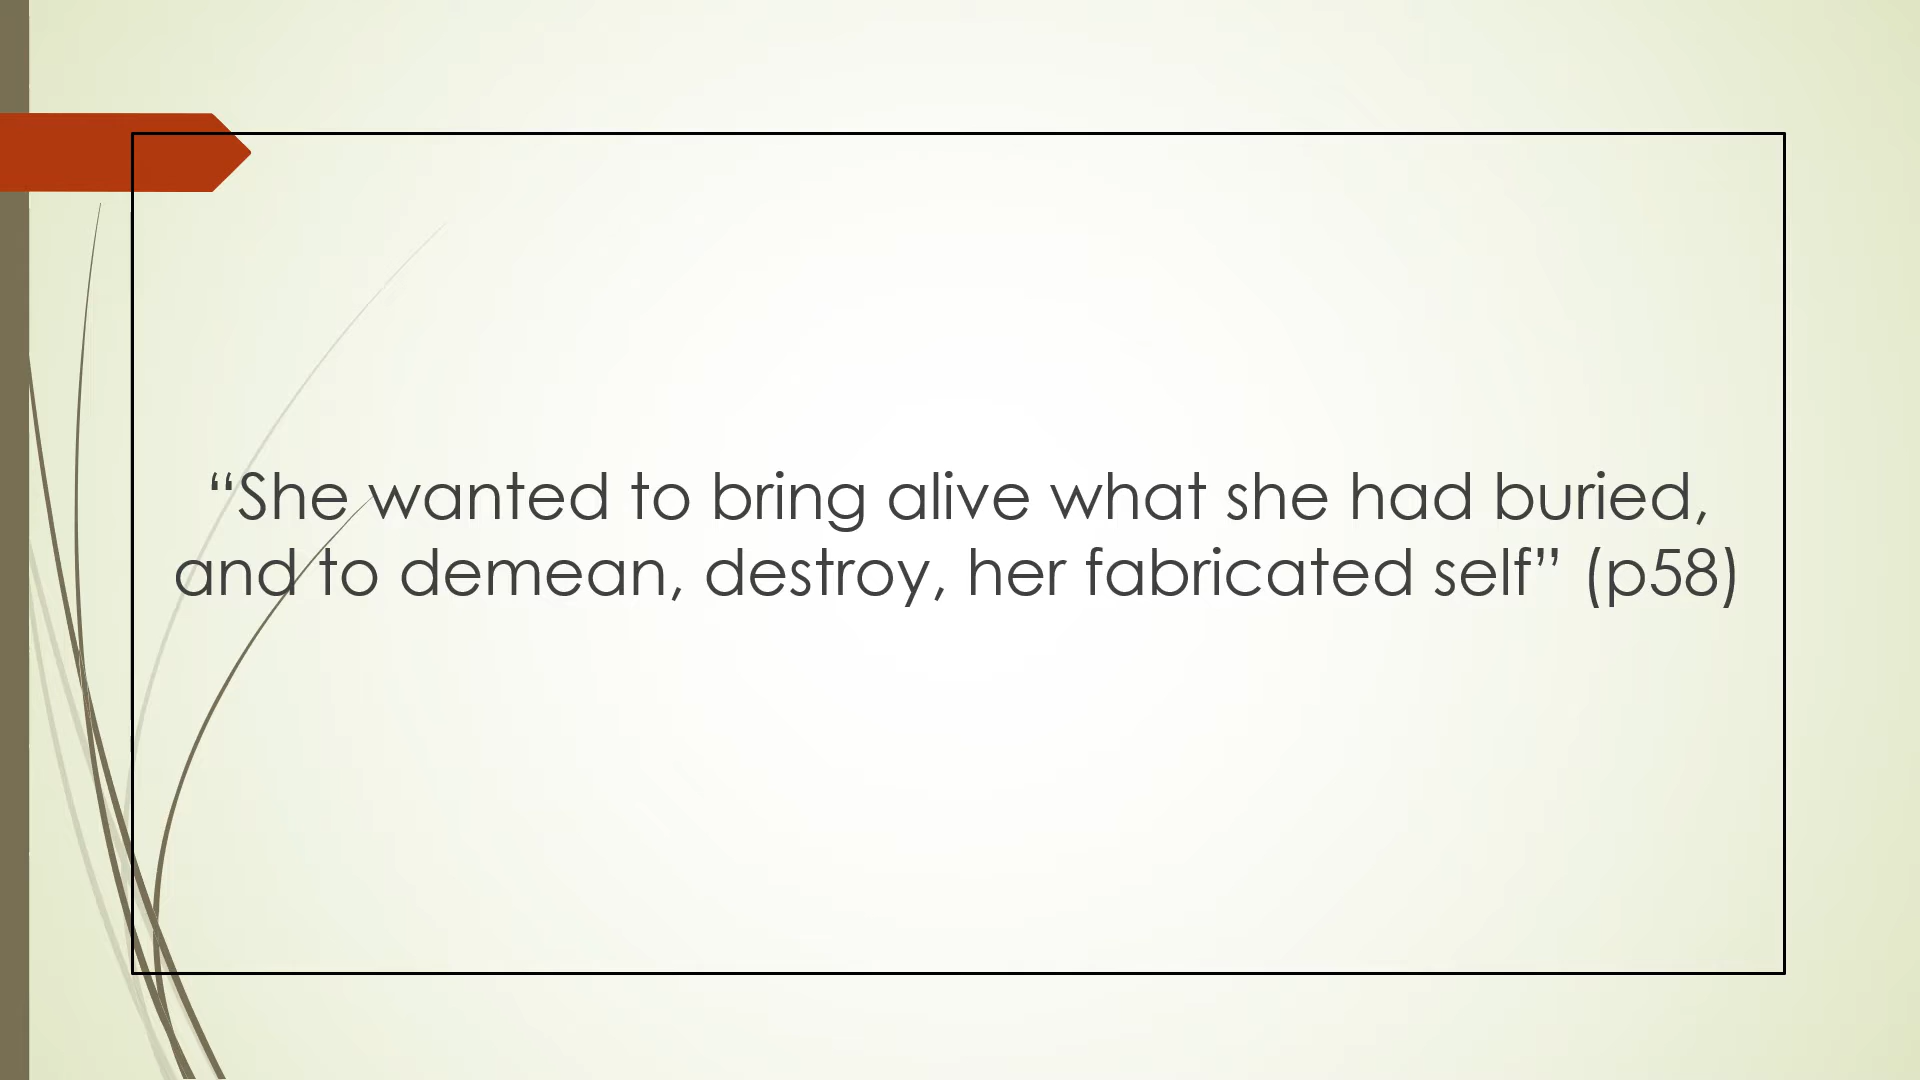 “She wanted to bring alive what she had buried,
and to demean, destroy, her fabricated self” (p58)